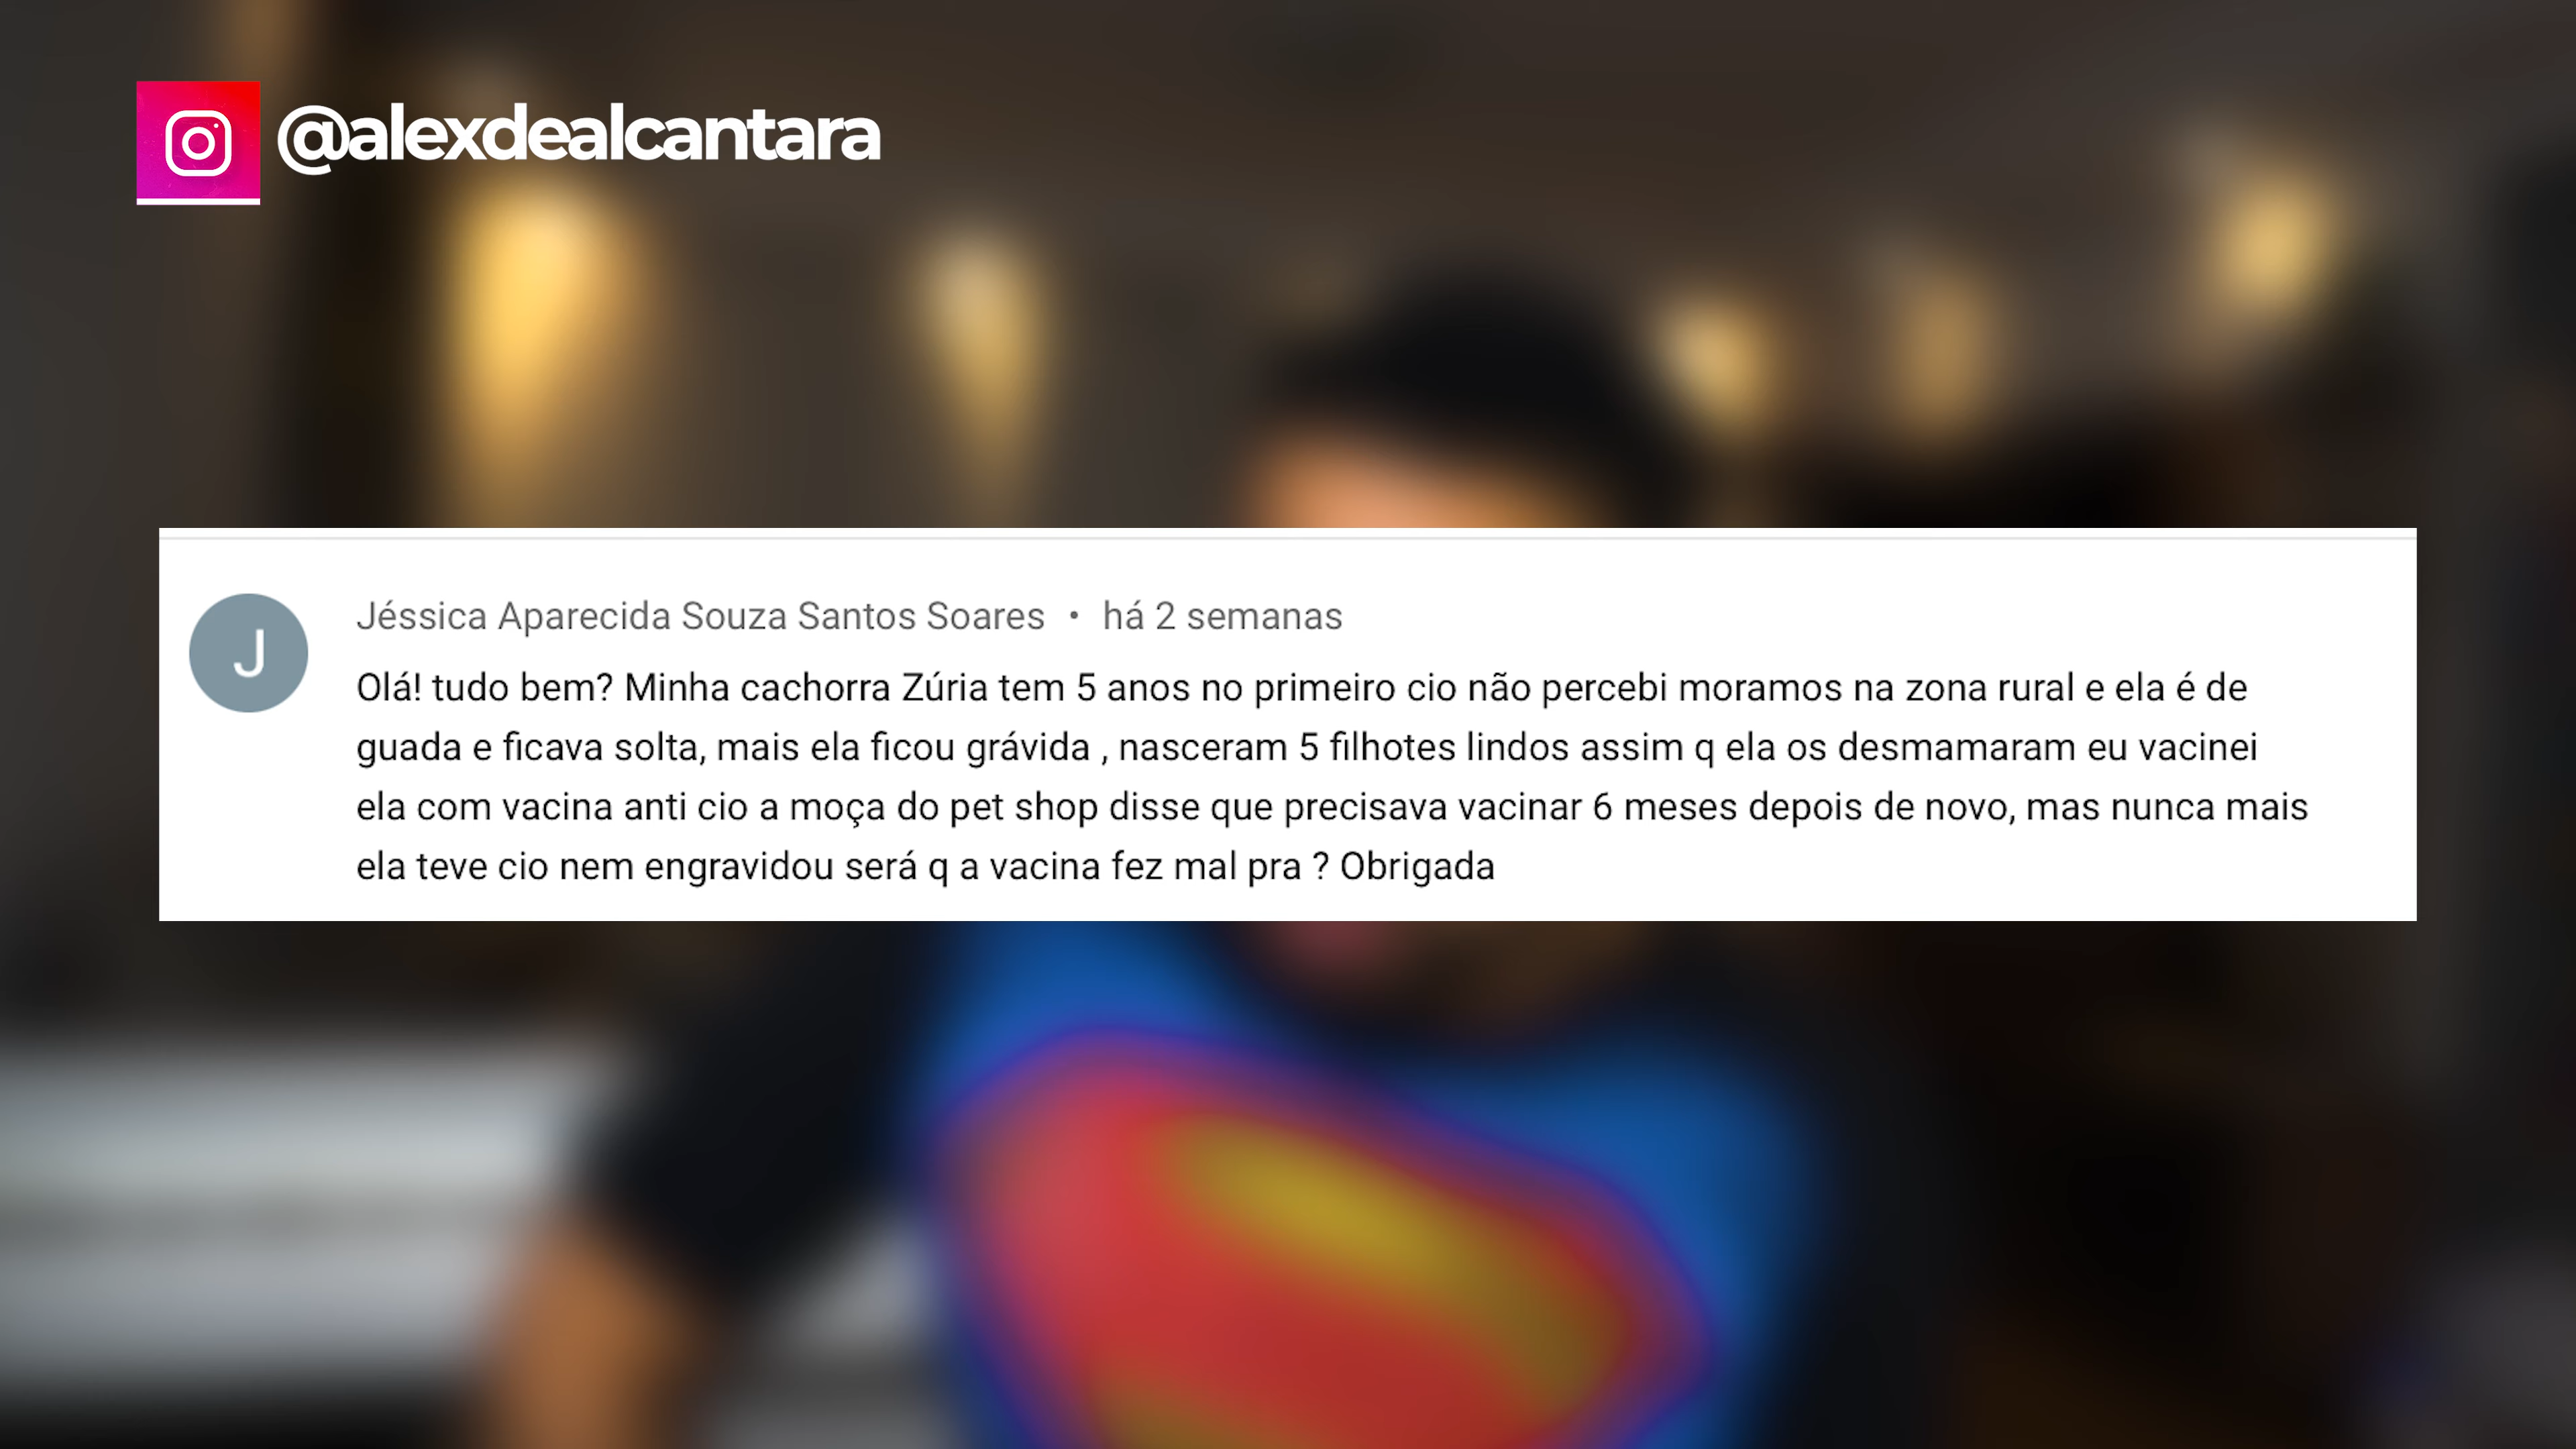 @alexdealcantara
J
Jéssica Aparecida Souza Santos Soares • há 2 semanas
Olá! tudo bem? Minha cachorra Zúria tem 5 anos no primeiro cio não percebi moramos na zona rural e ela é de
guada e ficava solta, mais ela ficou grávida , nasceram 5 filhotes lindos assim q ela os desmamaram eu vacinei
ela com vacina anti cio a moça do pet shop disse que precisava vacinar 6 meses depois de novo, mas nunca mais
ela teve cio nem engravidou será q a vacina fez mal pra ? Obrigada